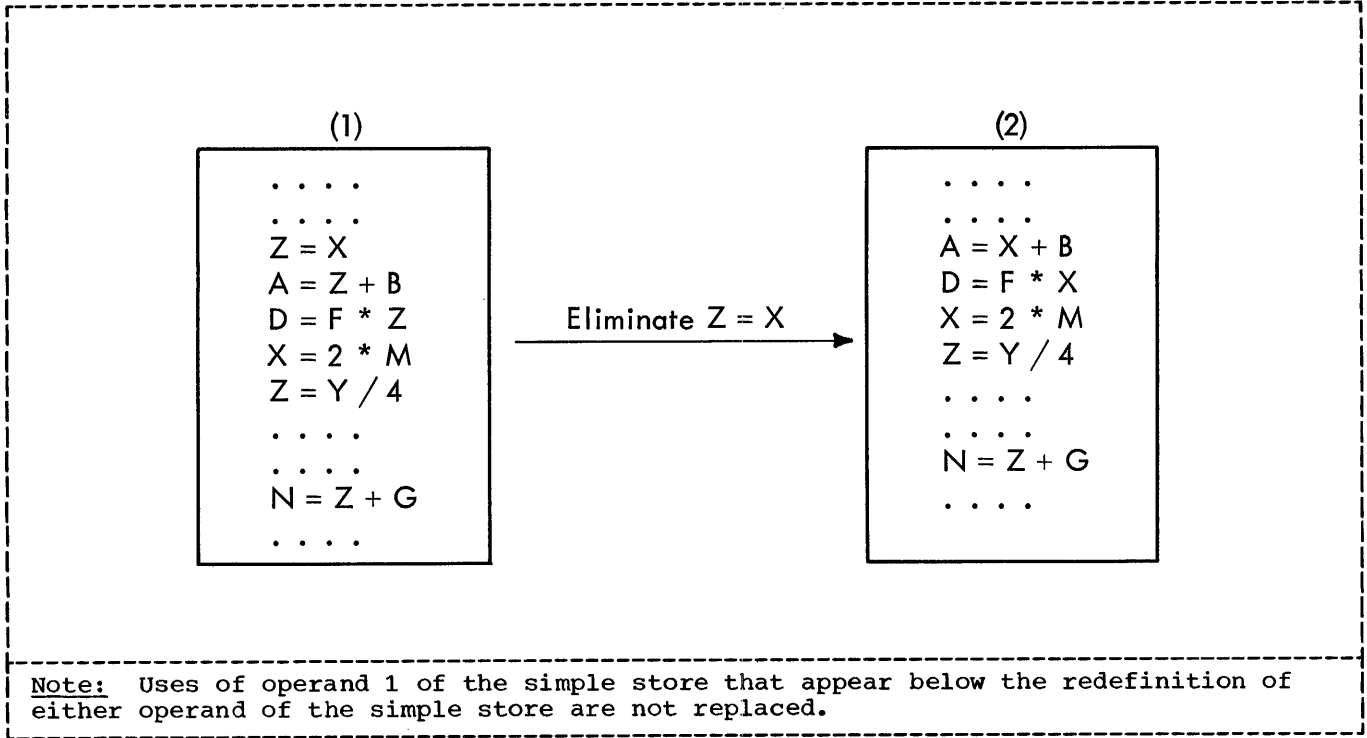 (1)
. . . .
. . . .
Z = X
A = Z + B
D = F * Z
X = 2 * M
Z = Y / 4
. . . .
. . . .
N = Z + G
. . . .
Eliminate Z = X
(2)
. . . .
. . . .
A = X + B
D = F * X
X = 2 * M
Z = Y / 4
. . . .
. . . .
N = Z + G
. . . .
Note: Uses of operand 1 of the simple store that appear below the redefinition of
either operand of the simple store are not replaced.